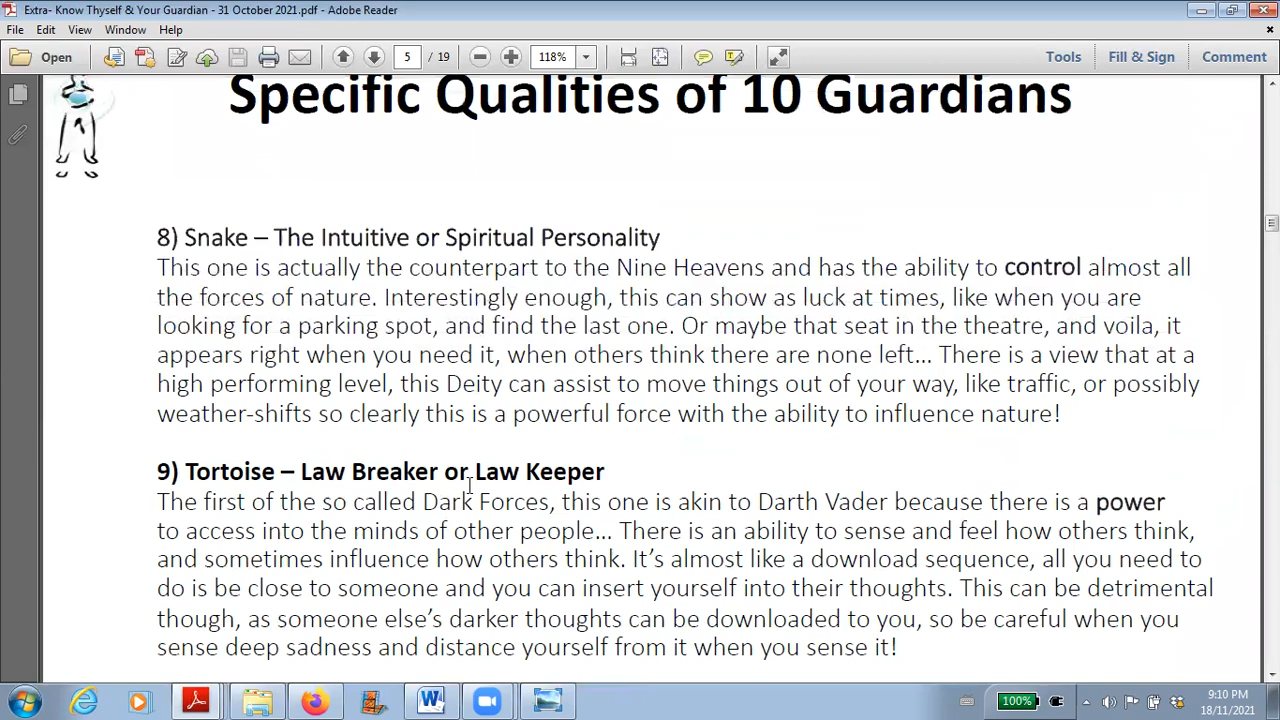 Extra- Know Thyself & Your Guardian - 31 October 2021.pdf - Adobe Reader
File Edit View Window Help
Open 5 / 19 118% Tools Fill & Sign Comment
Specific Qualities of 10 Guardians
8) Snake – The Intuitive or Spiritual Personality
This one is actually the counterpart to the Nine Heavens and has the ability to control almost all
the forces of nature. Interestingly enough, this can show as luck at times, like when you are
looking for a parking spot, and find the last one. Or maybe that seat in the theatre, and voila, it
appears right when you need it, when others think there are none left... There is a view that at a
high performing level, this Deity can assist to move things out of your way, like traffic, or possibly
weather-shifts so clearly this is a powerful force with the ability to influence nature!
9) Tortoise – Law Breaker or Law Keeper
The first of the so called Dark Forces, this one is akin to Darth Vader because there is a power
to access into the minds of other people... There is an ability to sense and feel how others think,
and sometimes influence how others think. It's almost like a download sequence, all you need to
do is be close to someone and you can insert yourself into their thoughts. This can be detrimental
though, as someone else's darker thoughts can be downloaded to you, so be careful when you
sense deep sadness and distance yourself from it when you sense it!
100% 9:10 PM
18/11/2021